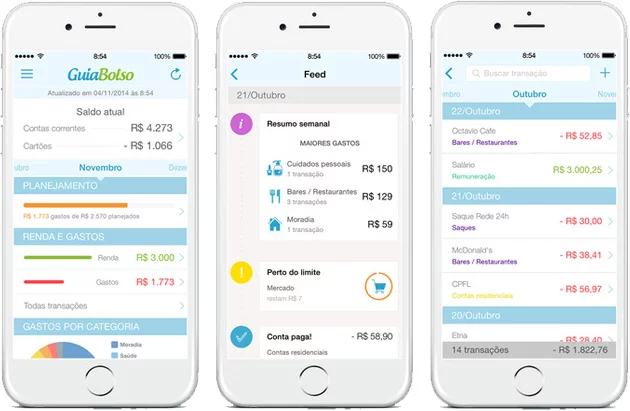 8:54
100%
GuiaBolso
Atualizado em 04/11/2014 às 8:54
Saldo atual
Contas correntes R$ 4.273
Cartões - R$ 1.066
ubro Novembro Dezem
PLANEJAMENTO
R$ 1.773 gastos de R$ 2.570 planejados
RENDA E GASTOS
Renda R$ 3.000
Gastos R$ 1.773
Todas transações
GASTOS POR CATEGORIA
Moradia
Saúde
8:54
100%
Feed
21/Outubro
Resumo semanal
MAIORES GASTOS
Cuidados pessoais R$ 150
1 transação
Bares / Restaurantes R$ 129
3 transações
Moradia R$ 59
1 transação
Perto do limite
Mercado
restam R$ 7
Conta paga! - R$ 58,90
Contas residenciais
8:54
100%
Buscar transação
mbro Outubro Nove
22/Outubro
Octavio Cafe - R$ 52,85
Bares / Restaurantes
Salário R$ 3.000,25
Remuneração
21/Outubro
Saque Rede 24h - R$ 30,00
Saques
McDonald's - R$ 38,41
Bares / Restaurantes
CPFL - R$ 56,97
Contas residenciais
20/Outubro
Etna - R$ 28,40
14 transações - R$ 1.822,76